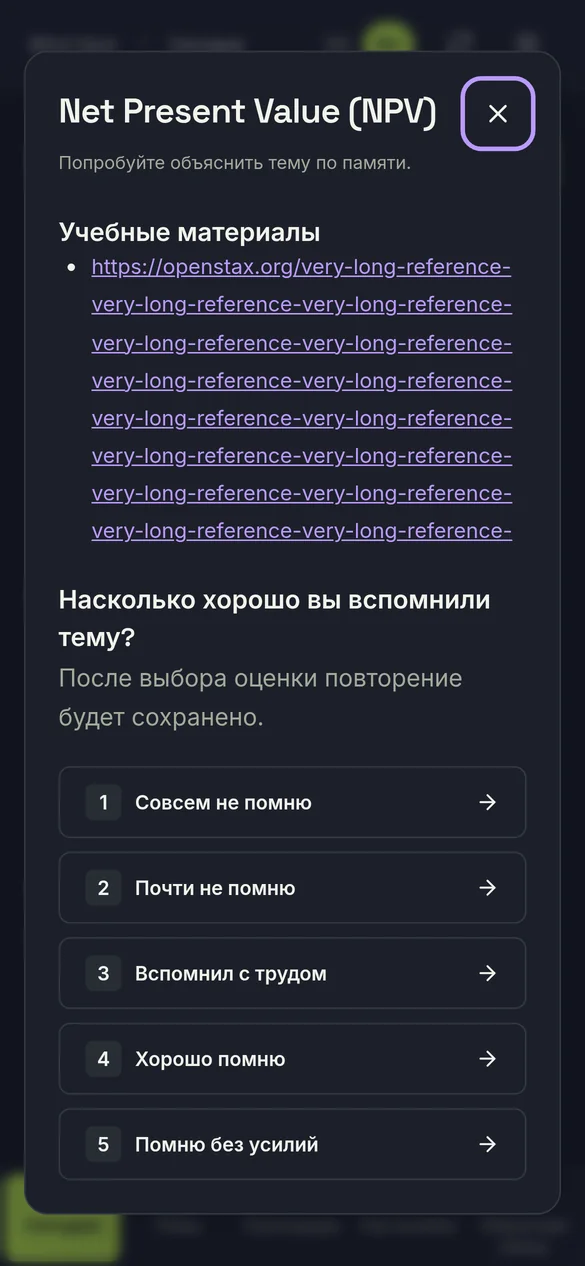 Net Present Value (NPV)
Попробуйте объяснить тему по памяти.
Учебные материалы
https://openstax.org/very-long-reference-
very-long-reference-very-long-reference-
very-long-reference-very-long-reference-
very-long-reference-very-long-reference-
very-long-reference-very-long-reference-
very-long-reference-very-long-reference-
very-long-reference-very-long-reference-
very-long-reference-very-long-reference-
Насколько хорошо вы вспомнили
тему?
После выбора оценки повторение
будет сохранено.
1 Совсем не помню
2 Почти не помню
3 Вспомнил с трудом
4 Хорошо помню
5 Помню без усилий